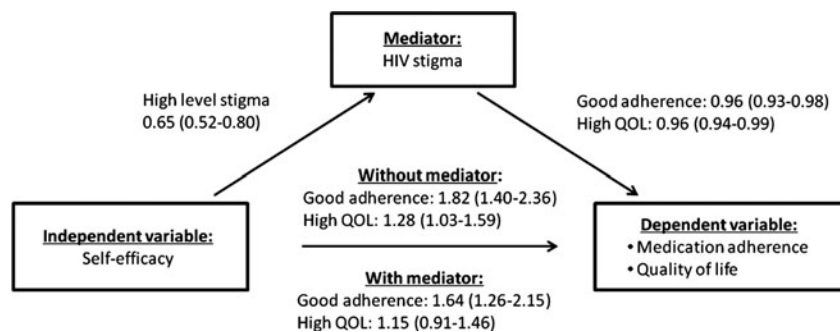 Mediator:
HIV stigma
High level stigma
0.65 (0.52-0.80)
Good adherence: 0.96 (0.93-0.98)
High QOL: 0.96 (0.94-0.99)
Without mediator:
Good adherence: 1.82 (1.40-2.36)
High QOL: 1.28 (1.03-1.59)
Independent variable:
Self-efficacy
Dependent variable:
• Medication adherence
• Quality of life
With mediator:
Good adherence: 1.64 (1.26-2.15)
High QOL: 1.15 (0.91-1.46)